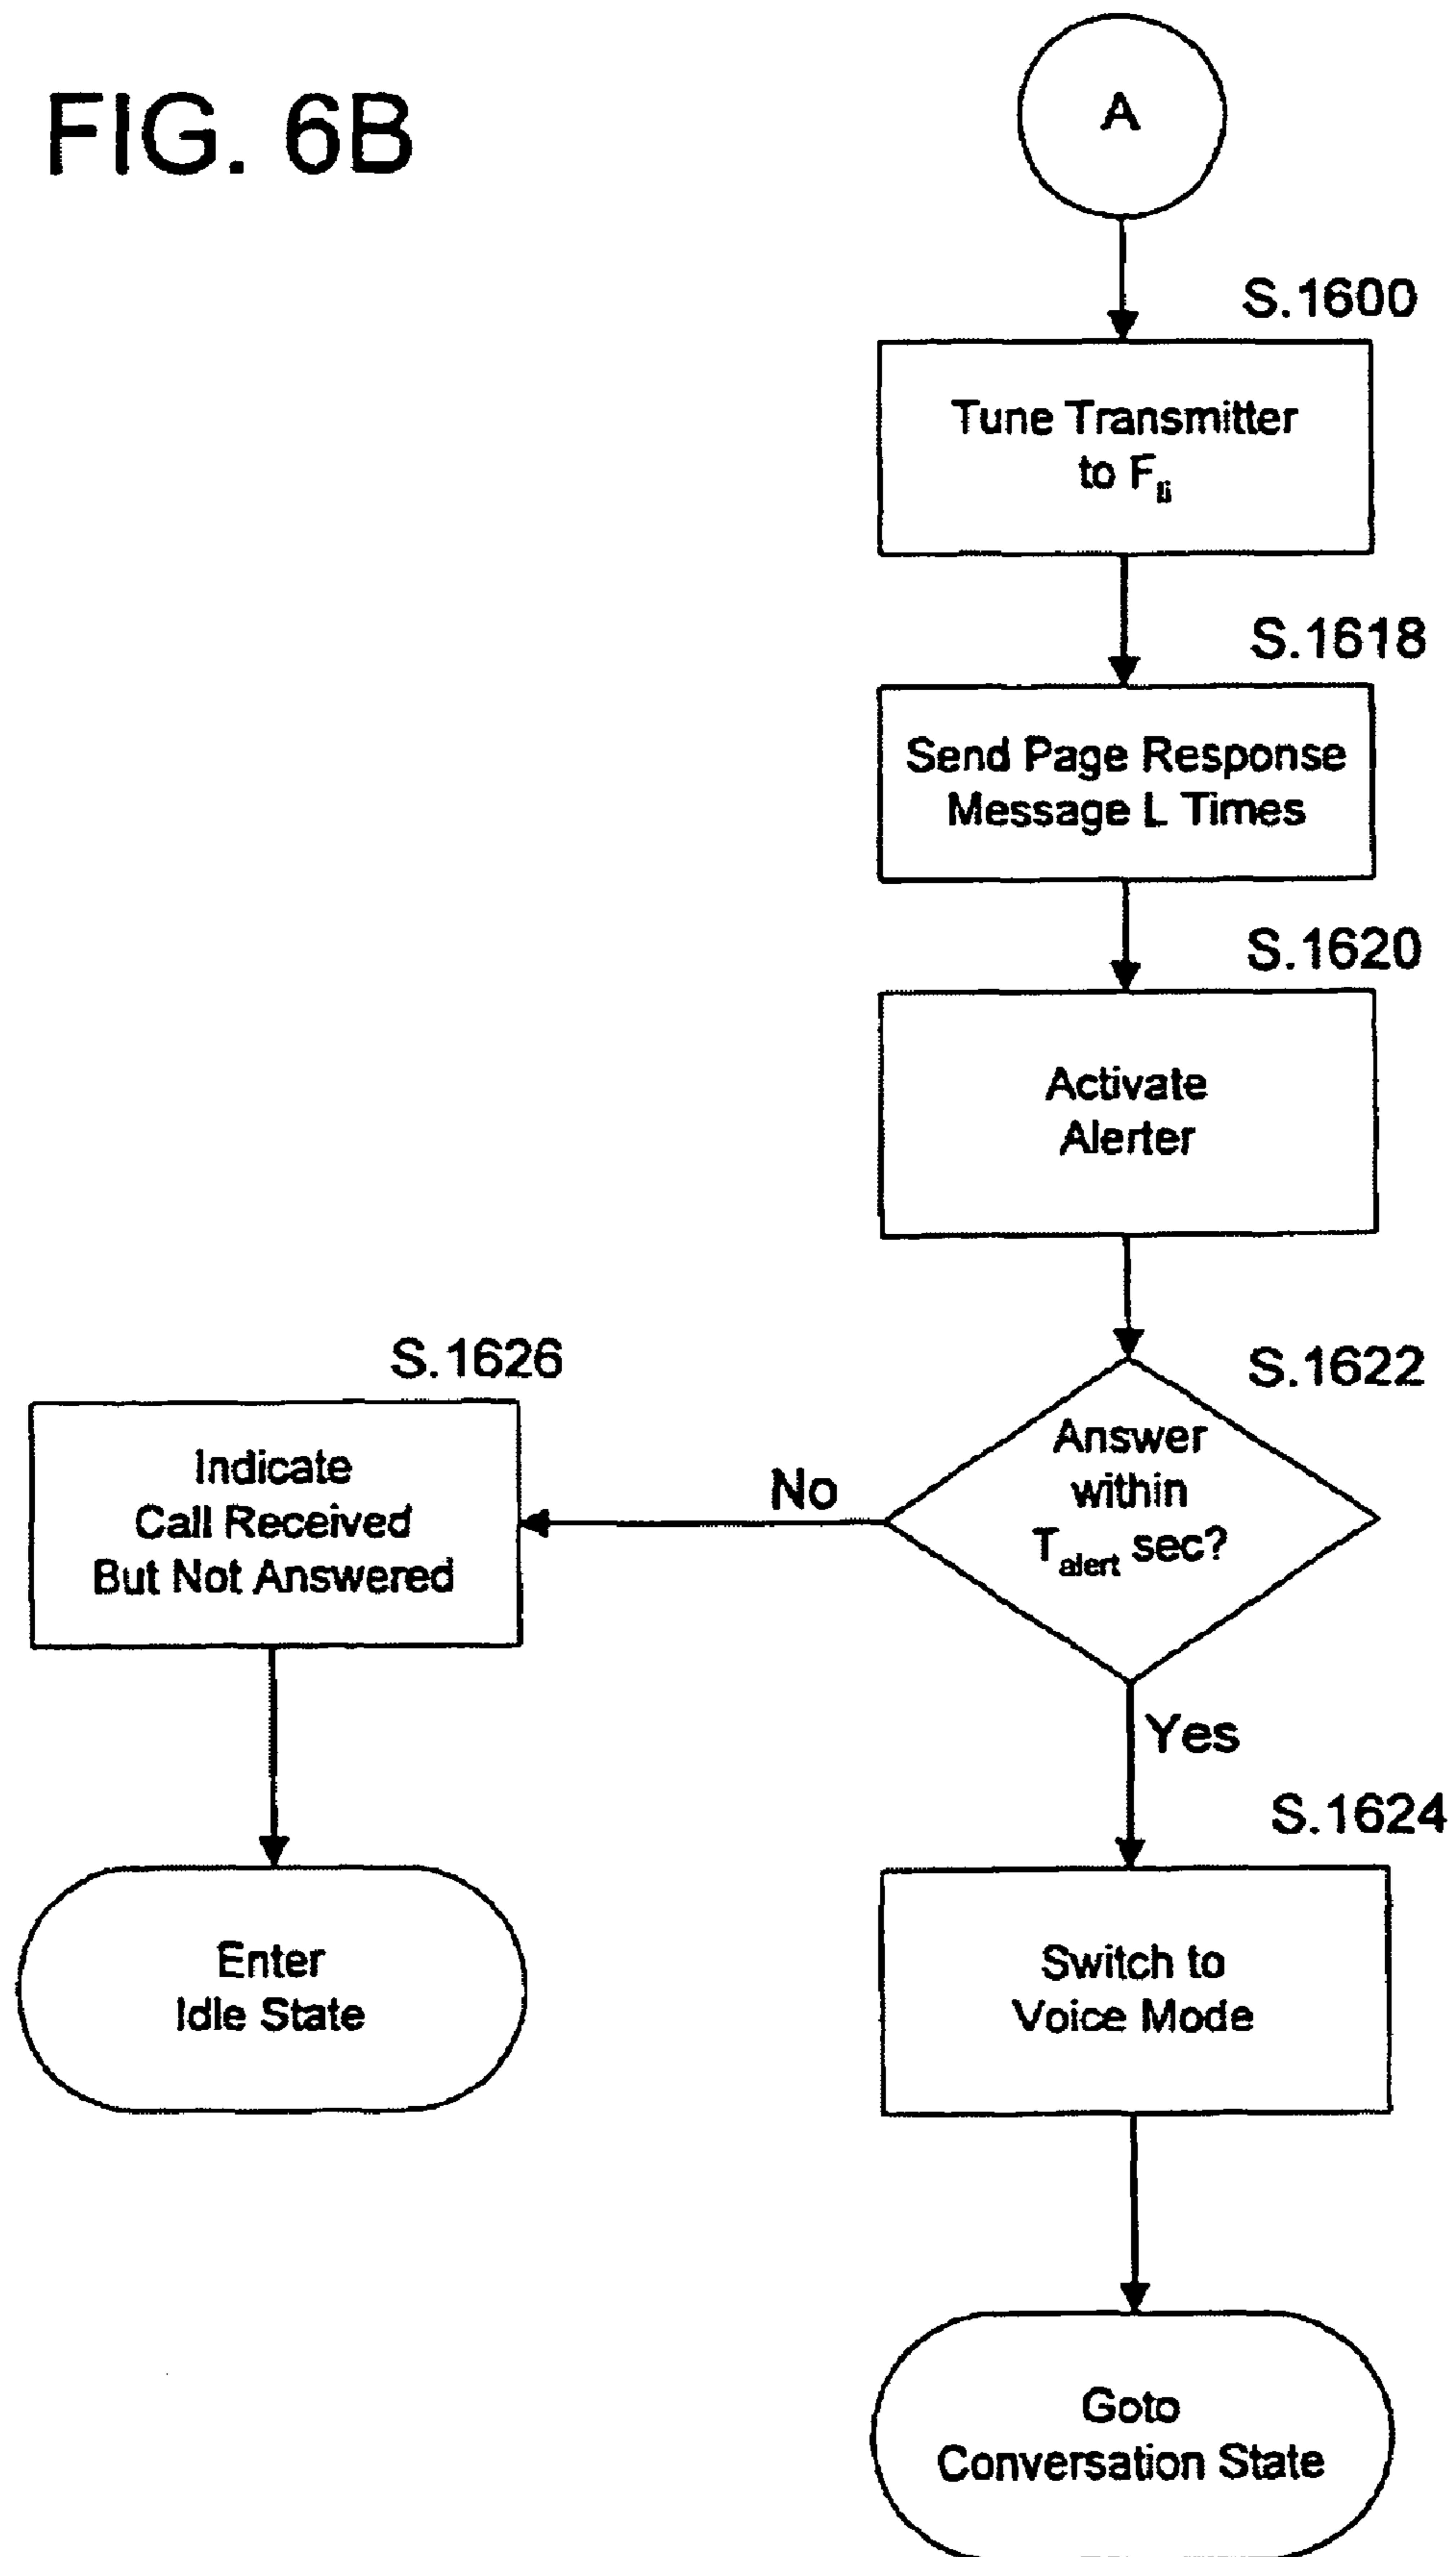 FIG. 6B
A
S.1600
Tune Transmitter
to Fli
S.1618
Send Page Response
Message L Times
S.1620
Activate
Alerter
S.1622
Answer
within
Talert sec?
No
S.1626
Indicate
Call Received
But Not Answered
Enter
Idle State
Yes
S.1624
Switch to
Voice Mode
Goto
Conversation State